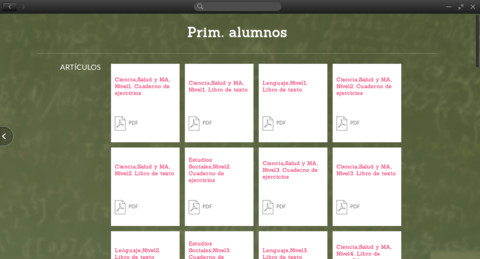 Prim. alumnos
ARTÍCULOS
Ciencia,Salud y MA,
Nivel1. Cuaderno de
ejercicios
PDF
Ciencia,Salud y MA,
Nivel1. Libro de texto
PDF
Lenguaje,Nivel1.
Libro de texto
PDF
Ciencia,Salud y MA,
Nivel2. Cuaderno de
ejercicios
PDF
Ciencia,Salud y MA,
Nivel2. Libro de texto
PDF
Estudios
Sociales,Nivel2.
Cuaderno de
ejercicios
PDF
Ciencia,Salud y MA,
Nivel3. Cuaderno de
ejercicios
PDF
Ciencia,Salud y MA,
Nivel3. Libro de texto
PDF
Lenguaje,Nivel2.
Libro de texto
Estudios
Sociales,Nivel3.
Cuaderno de
Lenguaje,Nivel3.
Libro de texto
Ciencia,Salud y MA,
Nivel4. Libro de